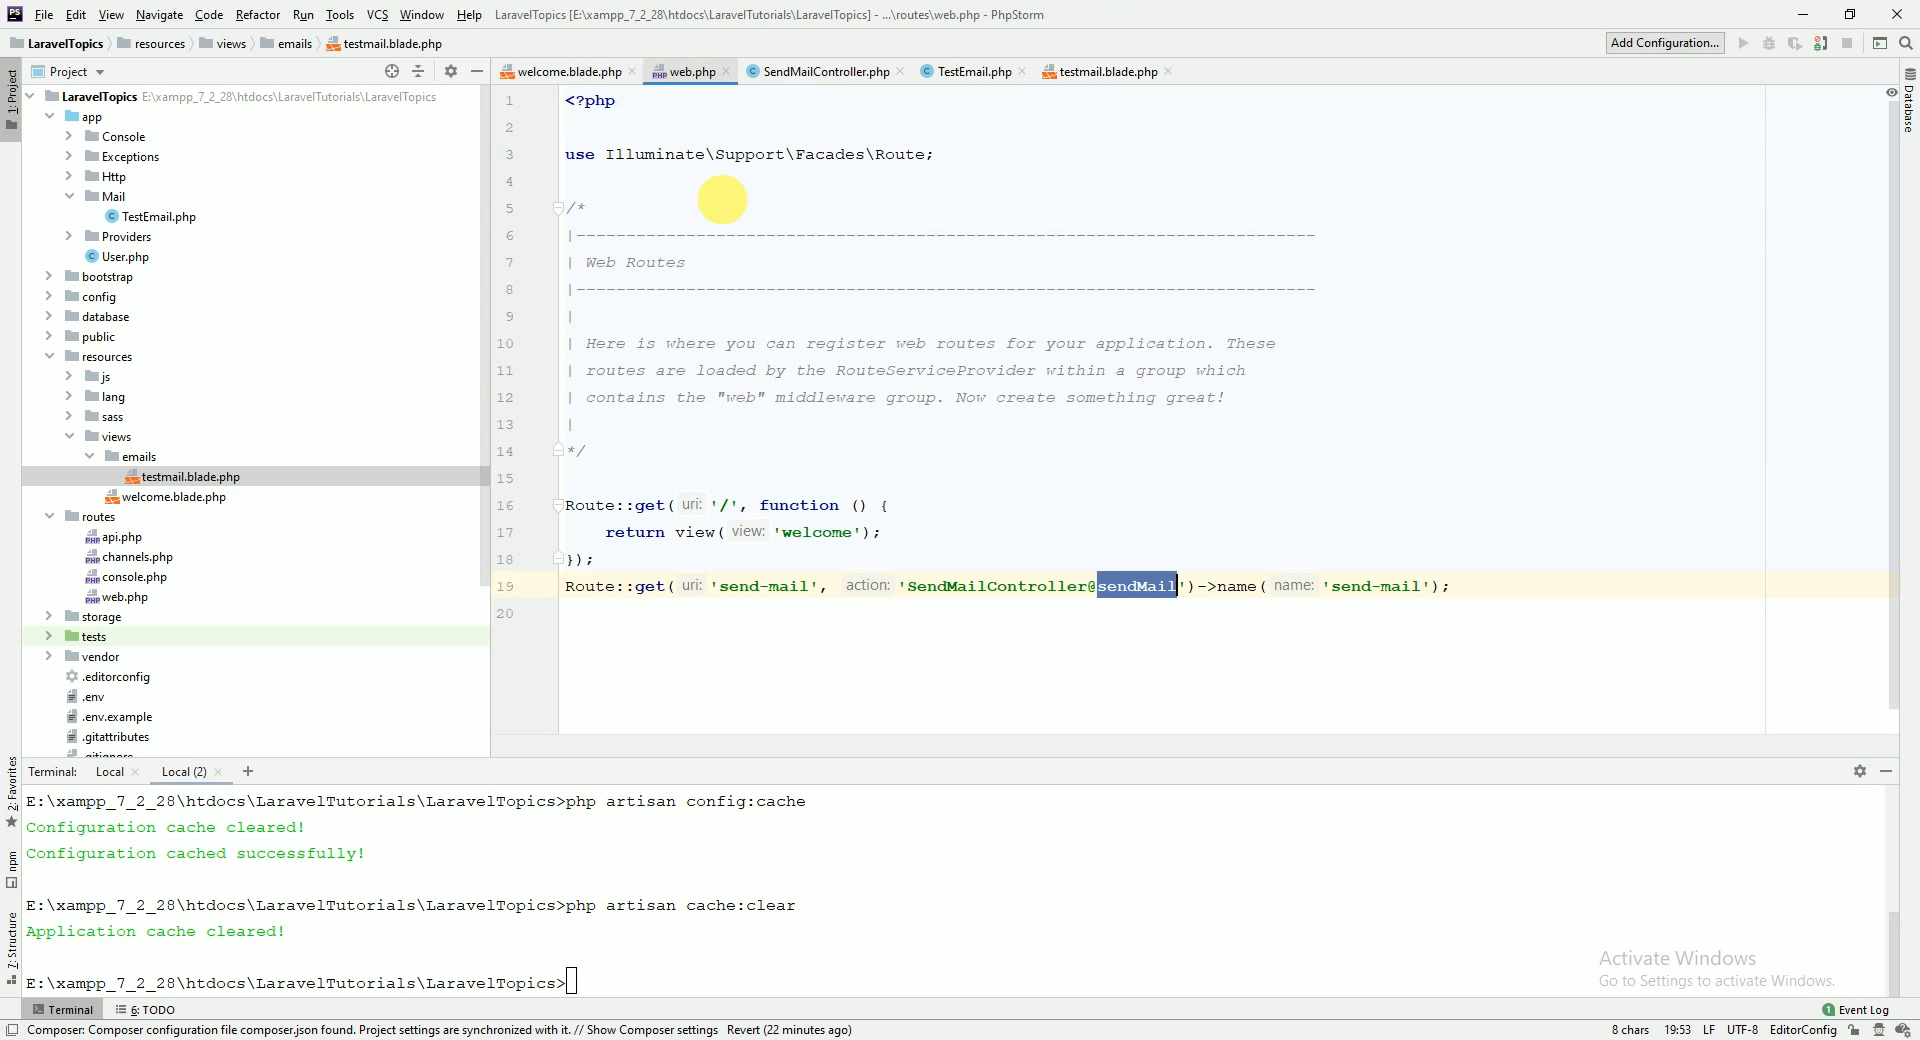 PS File Edit View Navigate Code Refactor Run Tools VCS Window Help LaravelTopics [E:\xampp_7_2_28\htdocs\LaravelTutorials\LaravelTopics] - ...\routes\web.php - PhpStorm
LaravelTopics resources views emails testmail.blade.php Add Configuration...
Project
welcome.blade.php web.php SendMailController.php TestEmail.php testmail.blade.php
1: Project
LaravelTopics E:\xampp_7_2_28\htdocs\LaravelTutorials\LaravelTopics
app
Console
Exceptions
Http
Mail
TestEmail.php
Providers
User.php
bootstrap
config
database
public
resources
js
lang
sass
views
emails
testmail.blade.php
welcome.blade.php
routes
api.php
channels.php
console.php
web.php
storage
tests
vendor
.editorconfig
.env
.env.example
.gitattributes
.gitignore
1 <?php
2
3 use Illuminate\Support\Facades\Route;
4
5 /*
6 |--------------------------------------------------------------------------
7 | Web Routes
8 |--------------------------------------------------------------------------
9 |
10 | Here is where you can register web routes for your application. These
11 | routes are loaded by the RouteServiceProvider within a group which
12 | contains the "web" middleware group. Now create something great!
13 |
14 */
15
16 Route::get( uri: '/', function () {
17 return view( view: 'welcome');
18 });
19 Route::get( uri: 'send-mail', action: 'SendMailController@sendMail')->name( name: 'send-mail');
20
Database
2: Favorites
npm
7: Structure
Terminal: Local Local (2) +
E:\xampp_7_2_28\htdocs\LaravelTutorials\LaravelTopics>php artisan config:cache
Configuration cache cleared!
Configuration cached successfully!
E:\xampp_7_2_28\htdocs\LaravelTutorials\LaravelTopics>php artisan cache:clear
Application cache cleared!
E:\xampp_7_2_28\htdocs\LaravelTutorials\LaravelTopics>
Activate Windows
Go to Settings to activate Windows.
Terminal 6: TODO 1 Event Log
Composer: Composer configuration file composer.json found. Project settings are synchronized with it. // Show Composer settings Revert (22 minutes ago) 8 chars 19:53 LF UTF-8 EditorConfig